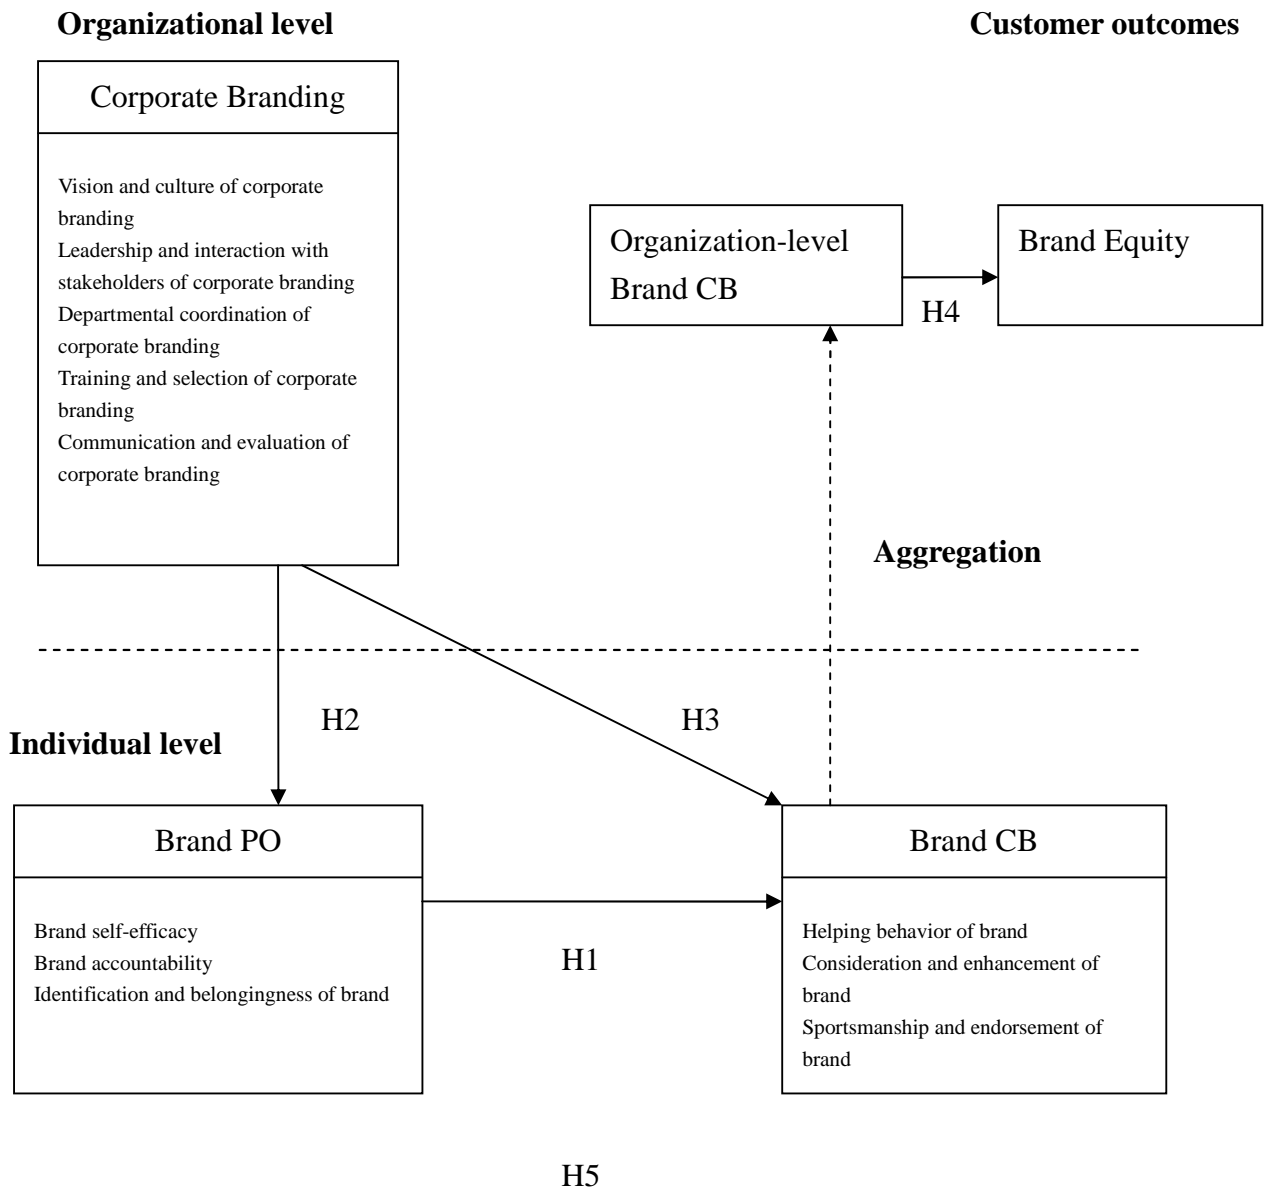 Organizational level
Customer outcomes
Corporate Branding
Vision and culture of corporate
branding
Leadership and interaction with
stakeholders of corporate branding
Departmental coordination of
corporate branding
Training and selection of corporate
branding
Communication and evaluation of
corporate branding
Organization-level
Brand CB
H4
Brand Equity
Aggregation
H2
H3
Individual level
Brand PO
Brand self-efficacy
Brand accountability
Identification and belongingness of brand
H1
Brand CB
Helping behavior of brand
Consideration and enhancement of
brand
Sportsmanship and endorsement of
brand
H5